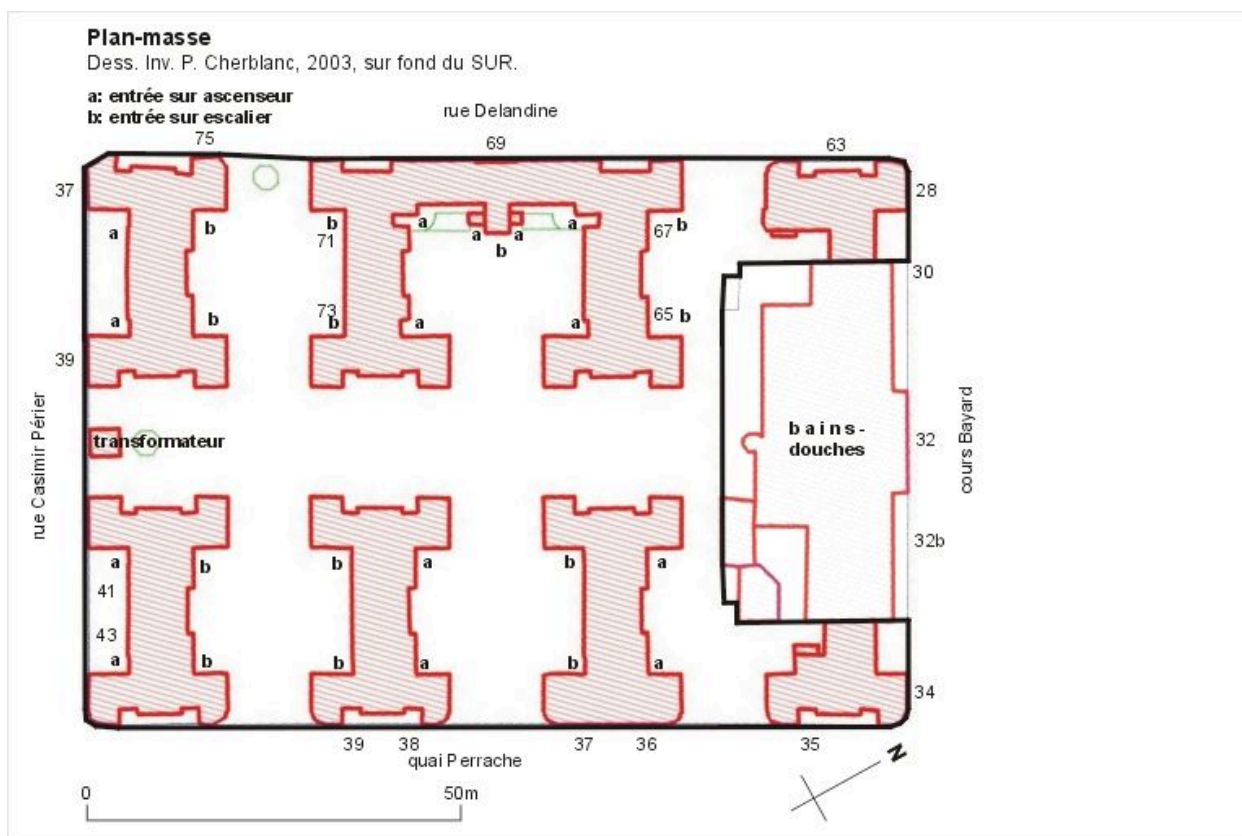 Plan-masse
Dess. Inv. P. Cherblanc, 2003, sur fond du SUR.
a: entrée sur ascenseur
b: entrée sur escalier
rue Delandine
75
69
63
37
28
a
b
b
71
a
a
b
a
a
67
b
30
a
b
73
b
a
a
65
b
39
rue Casimir Périer
transformateur
bains-
douches
32
cours Bayard
32b
a
b
b
a
b
a
41
43
a
b
b
a
b
a
34
39
38
37
36
35
quai Perrache
N
0
50m